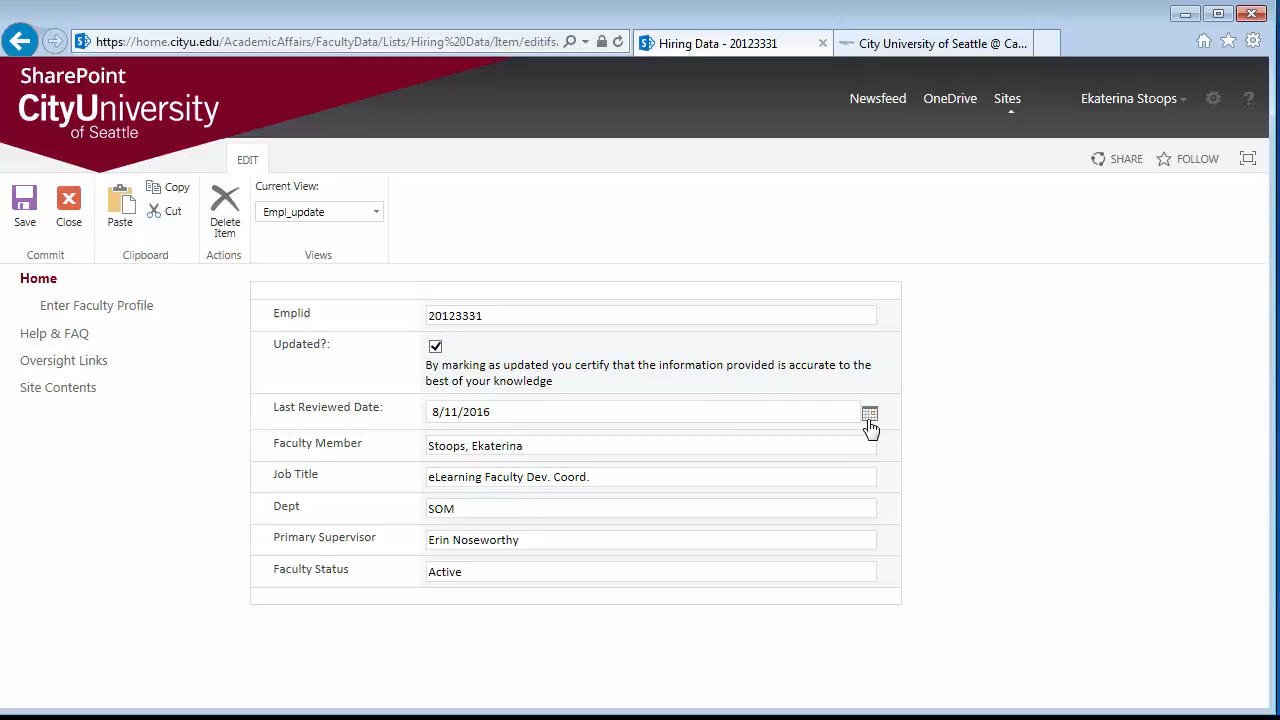 https://home.cityu.edu/AcademicAffairs/FacultyData/Lists/Hiring%20Data/Item/editifs.
Hiring Data - 20123331
City University of Seattle @ Ca...
SharePoint
CityUniversity
of Seattle
Newsfeed OneDrive Sites
Ekaterina Stoops
?
EDIT
SHARE FOLLOW
Save
Close
Paste
Copy
Cut
Delete
Item
Current View:
Empl_update
Commit Clipboard Actions Views
Home
Enter Faculty Profile
Help & FAQ
Oversight Links
Site Contents
Emplid 20123331
Updated?:
By marking as updated you certify that the information provided is accurate to the
best of your knowledge
Last Reviewed Date: 8/11/2016
Faculty Member Stoops, Ekaterina
Job Title eLearning Faculty Dev. Coord.
Dept SOM
Primary Supervisor Erin Noseworthy
Faculty Status Active